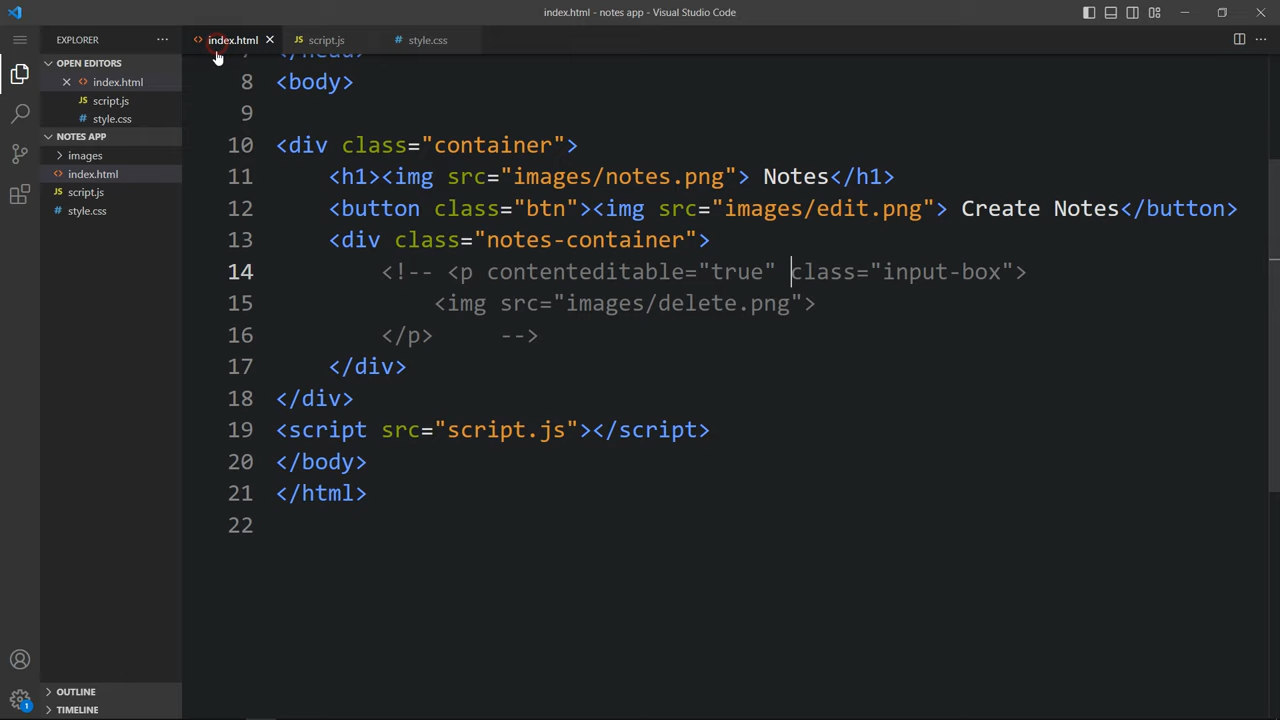 index.html - notes app - Visual Studio Code
EXPLORER
OPEN EDITORS
index.html
script.js
style.css
NOTES APP
images
index.html
script.js
style.css
OUTLINE
TIMELINE
1
index.html script.js style.css
8 <body>
9
10 <div class="container">
11 <h1><img src="images/notes.png"> Notes</h1>
12 <button class="btn"><img src="images/edit.png"> Create Notes</button>
13 <div class="notes-container">
14 <!-- <p contenteditable="true" class="input-box">
15 <img src="images/delete.png">
16 </p> -->
17 </div>
18 </div>
19 <script src="script.js"></script>
20 </body>
21 </html>
22